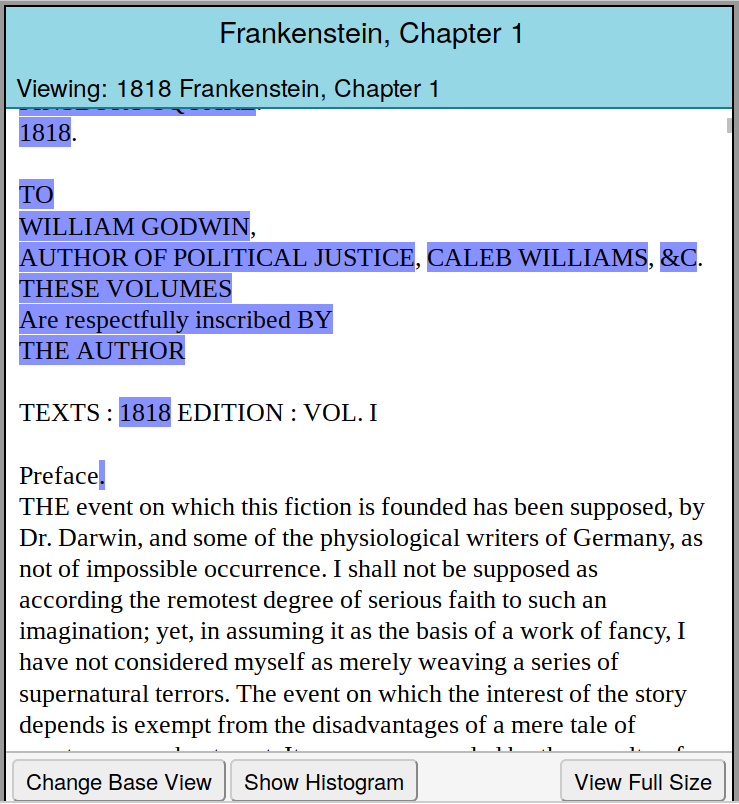 Frankenstein, Chapter 1
Viewing: 1818 Frankenstein, Chapter 1
1818.
TO
WILLIAM GODWIN,
AUTHOR OF POLITICAL JUSTICE, CALEB WILLIAMS, &C.
THESE VOLUMES
Are respectfully inscribed BY
THE AUTHOR
TEXTS : 1818 EDITION : VOL. I
Preface.
THE event on which this fiction is founded has been supposed, by
Dr. Darwin, and some of the physiological writers of Germany, as
not of impossible occurrence. I shall not be supposed as
according the remotest degree of serious faith to such an
imagination; yet, in assuming it as the basis of a work of fancy, I
have not considered myself as merely weaving a series of
supernatural terrors. The event on which the interest of the story
depends is exempt from the disadvantages of a mere tale of
Change Base View
Show Histogram
View Full Size